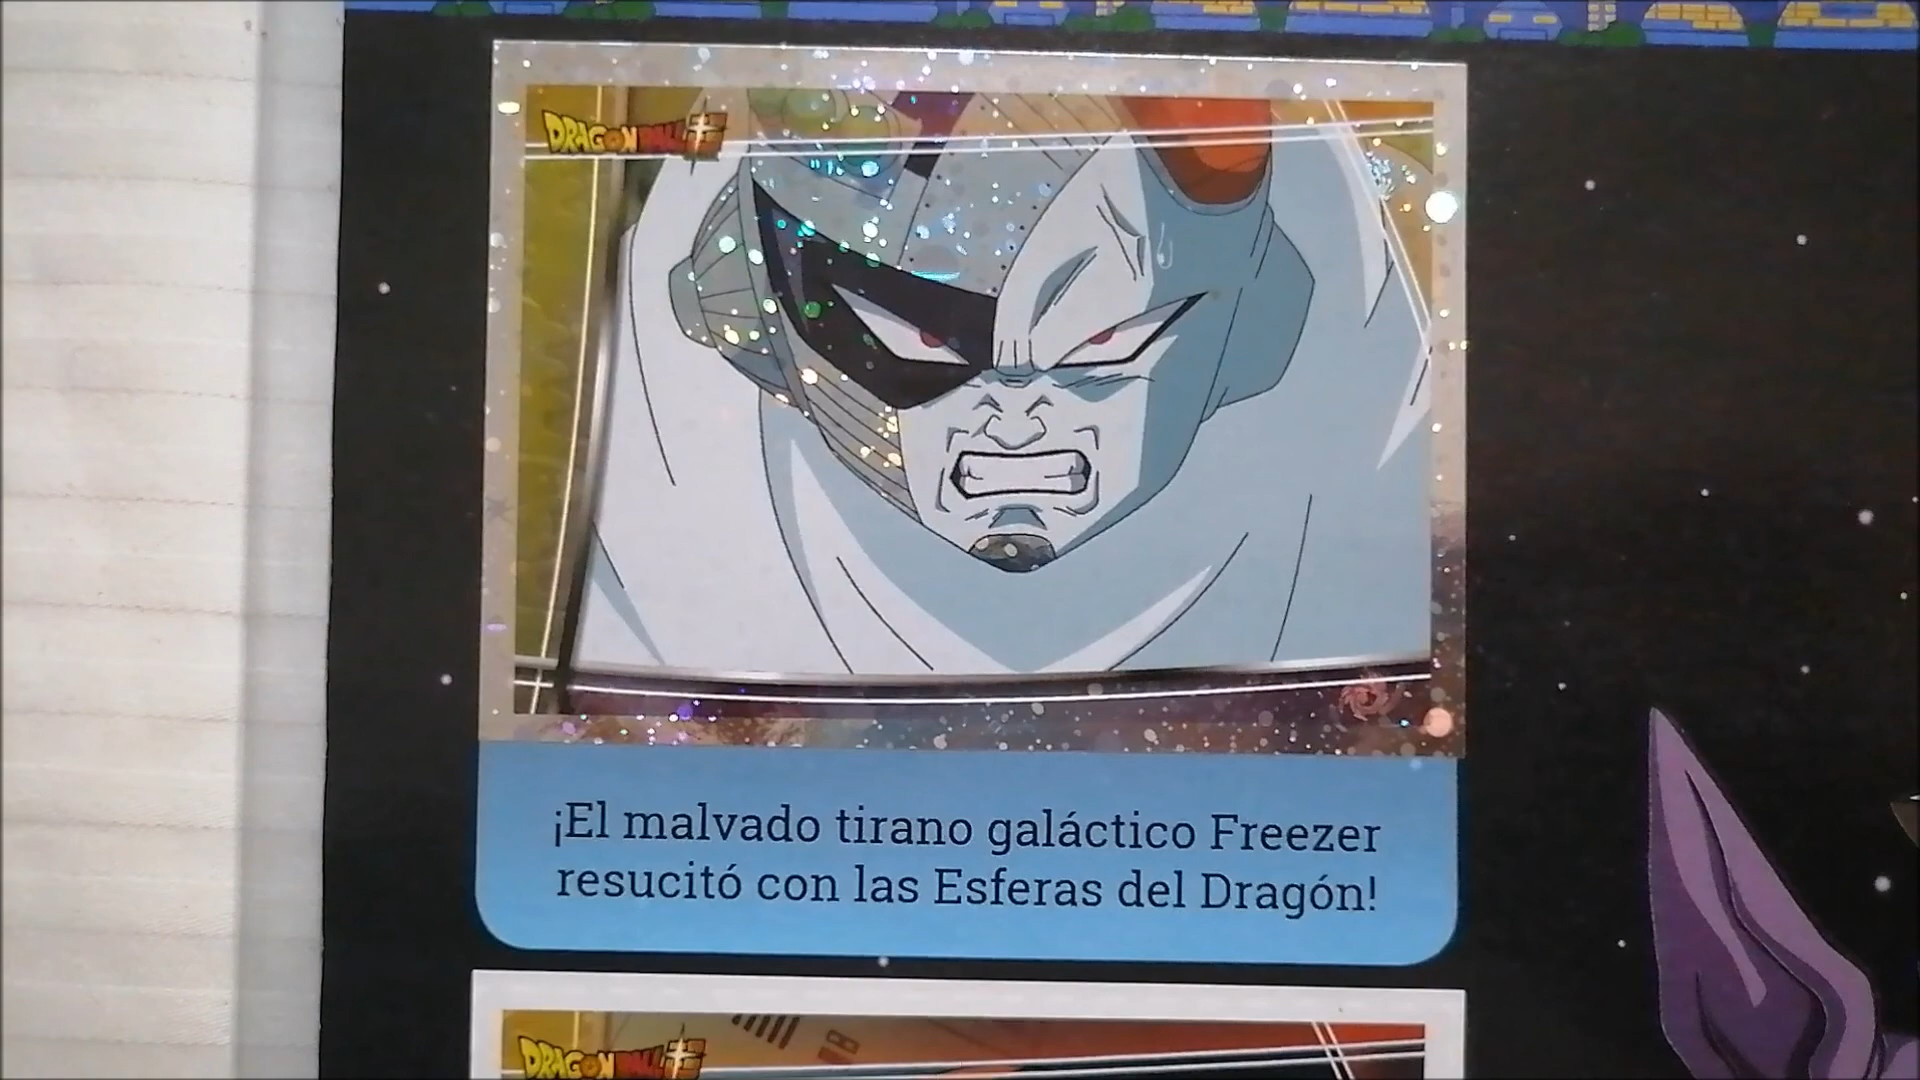 DRAGON BALL
¡El malvado tirano galáctico Freezer
resucitó con las Esferas del Dragón!
DRAGON BALL